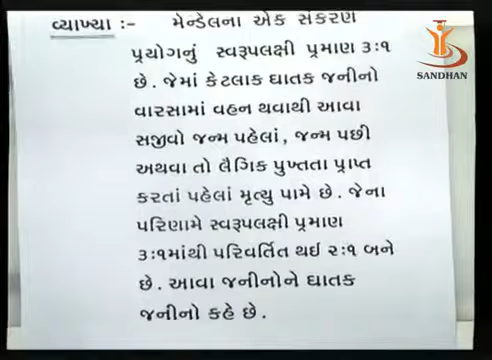 વ્યાખ્યા :- મેન્ડેલના એક સંકરણ
પ્રયોગનું સ્વરૂપલક્ષી પ્રમાણ ૩:૧
છે. જેમાં કેટલાક ઘાતક જનીનો
વારસામાં વહન થવાથી આવા
સજીવો જન્મ પહેલાં, જન્મ પછી
અથવા તો લૈગિક પુખ્તતા પ્રાપ્ત
કરતાં પહેલાં મૃત્યુ પામે છે. જેના
પરિણામે સ્વરૂપલક્ષી પ્રમાણ
૩:૧માંથી પરિવર્તિત થઇ ૨:૧ બને
છે. આવા જનીનોને ઘાતક
જનીનો કહે છે.
SANDHAN